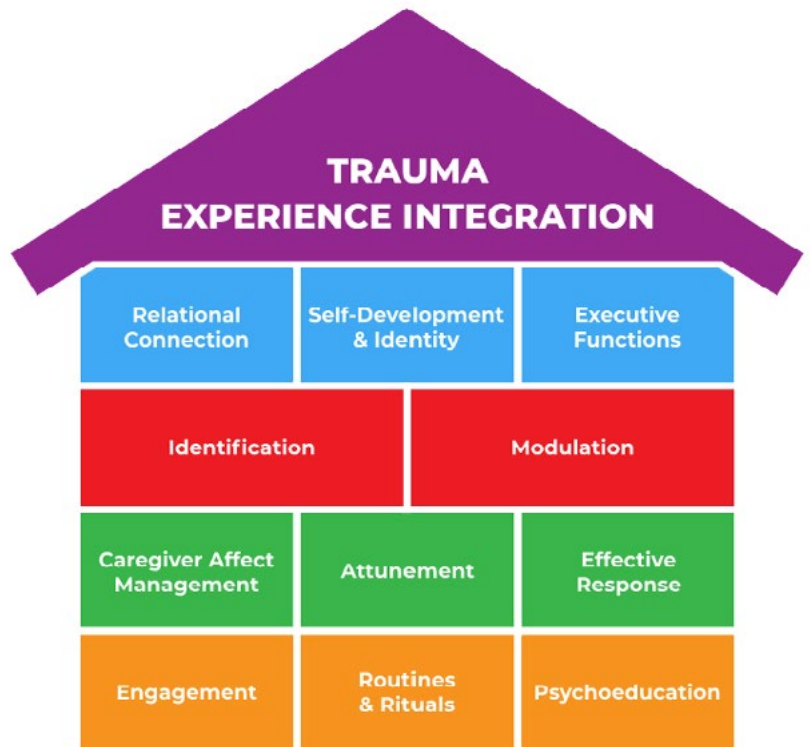 TRAUMA
EXPERIENCE INTEGRATION
Relational
Connection
Self-Development
& Identity
Executive
Functions
Identification
Modulation
Caregiver Affect
Management
Attunement
Effective
Response
Engagement
Routines
& Rituals
Psychoeducation